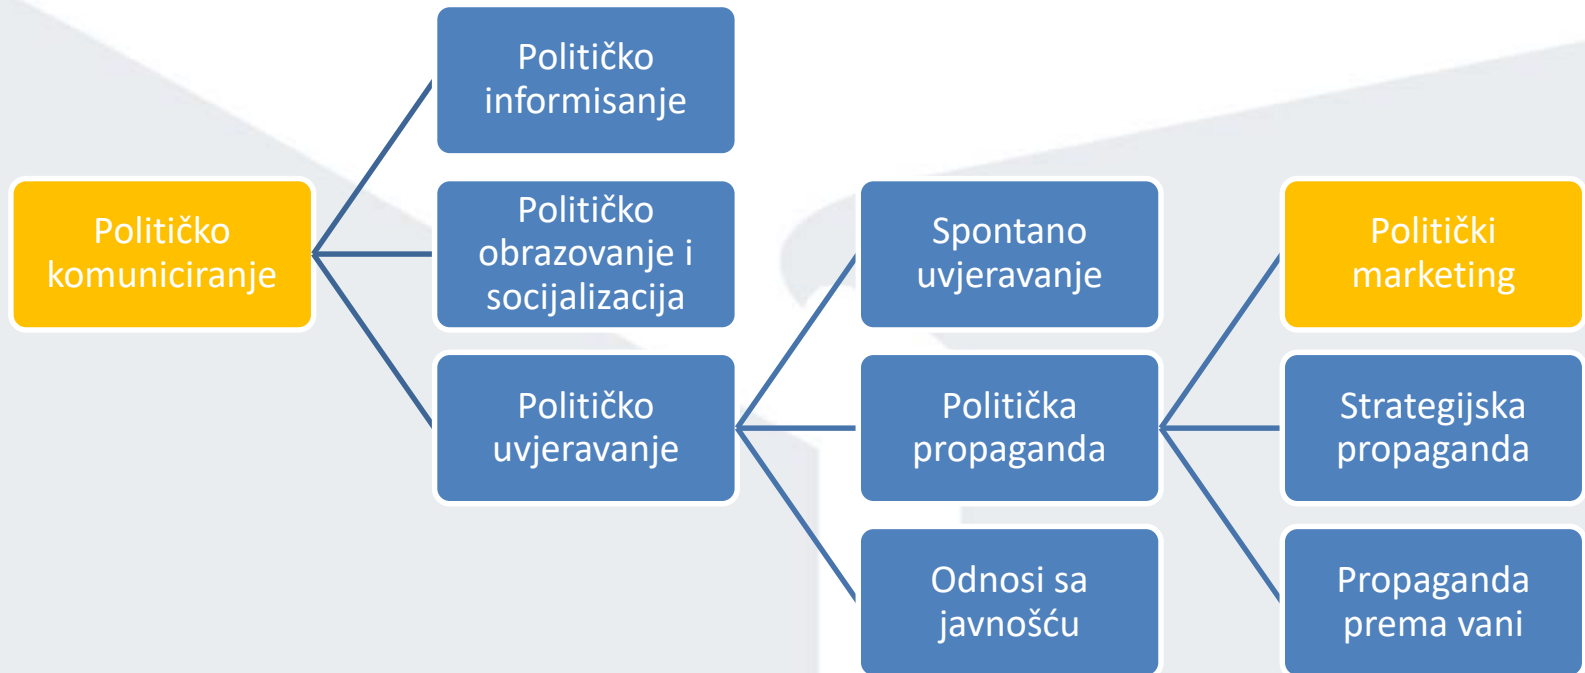 Političko
komuniciranje
Političko
informisanje
Političko
obrazovanje i
socijalizacija
Političko
uvjeravanje
Spontano
uvjeravanje
Politička
propaganda
Odnosi sa
javnošću
Politički
marketing
Strategijska
propaganda
Propaganda
prema vani